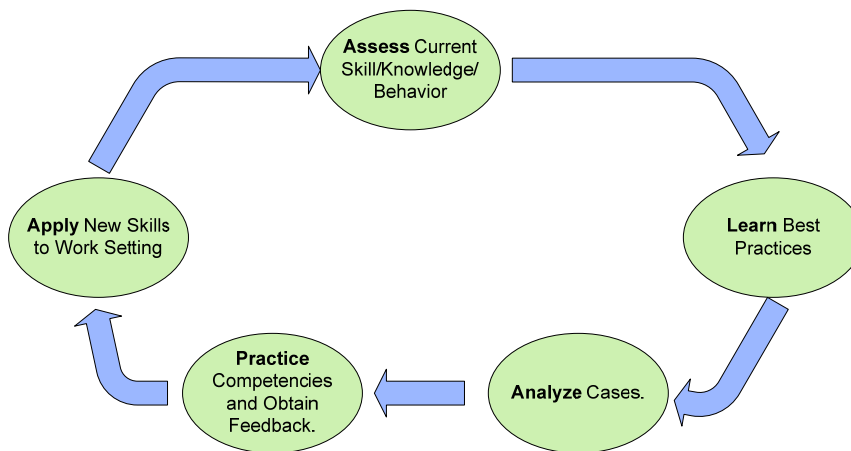 Assess Current
Skill/Knowledge/
Behavior
Learn Best
Practices
Analyze Cases.
Practice
Competencies
and Obtain
Feedback.
Apply New Skills
to Work Setting